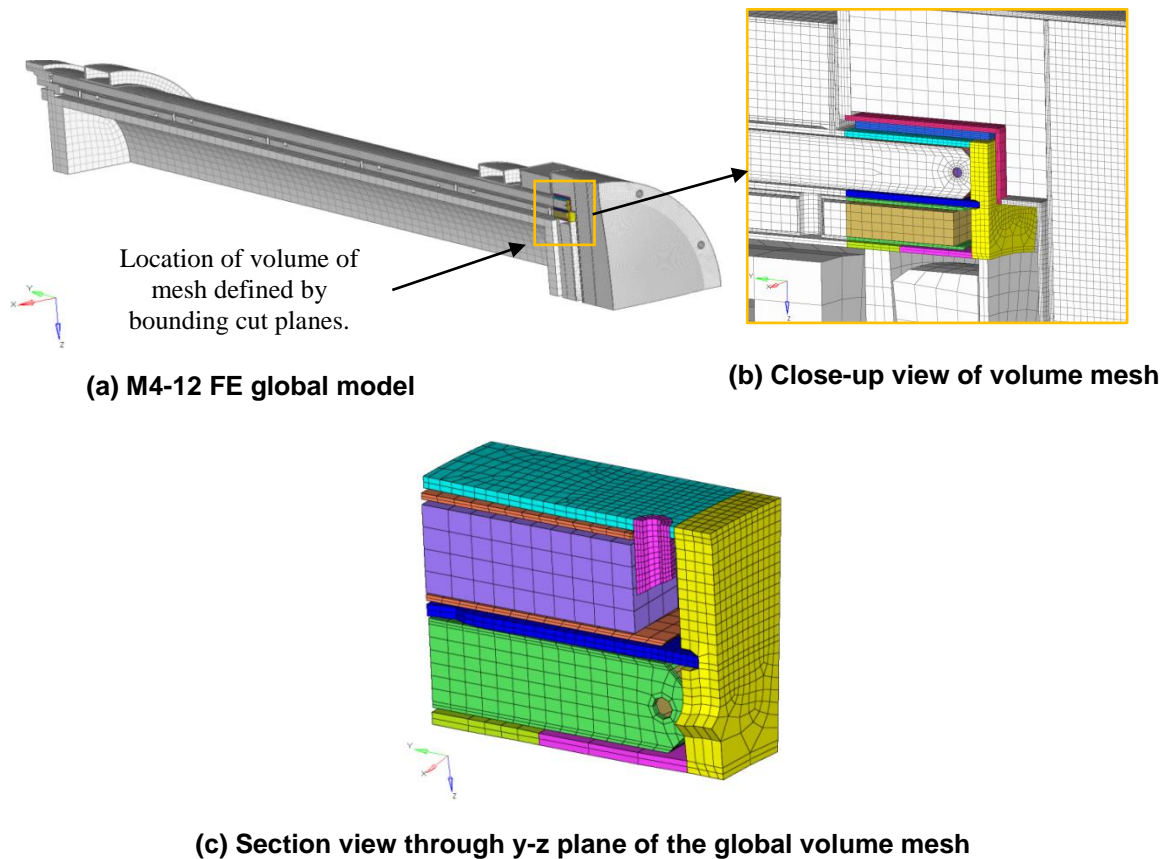 Location of volume of
mesh defined by
bounding cut planes.
Y
X
Z
(a) M4-12 FE global model
Y
X
Z
(b) Close-up view of volume mesh
Y
X
Z
(c) Section view through y-z plane of the global volume mesh